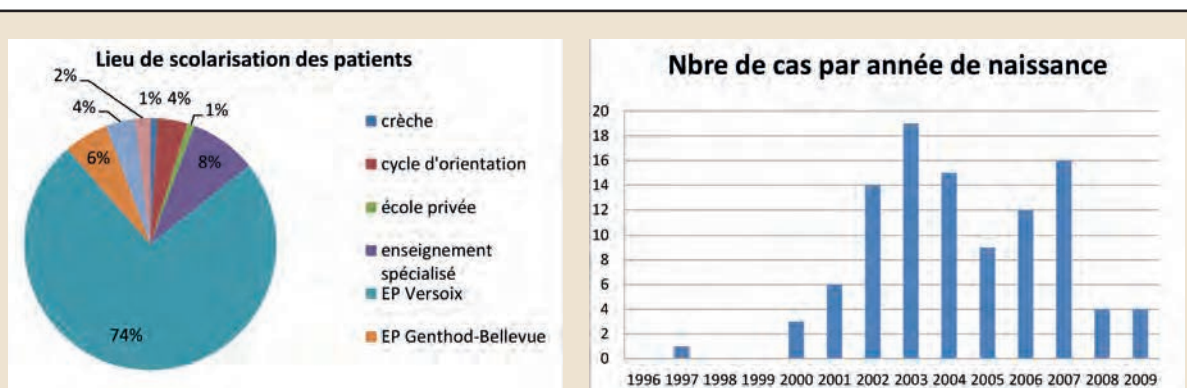 Lieu de scolarisation des patients
2%
1% 4%
1%
4%
6%
8%
74%
crèche
cycle d'orientation
école privée
enseignement
spécialisé
EP Versoix
EP Genthod-Bellevue
Nbre de cas par année de naissance
20
18
16
14
12
10
8
6
4
2
0
1996 1997 1998 1999 2000 2001 2002 2003 2004 2005 2006 2007 2008 2009